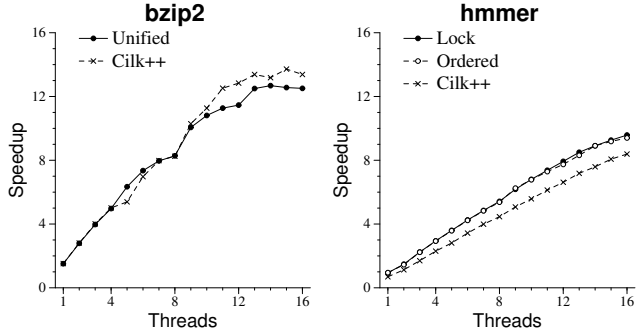 bzip2
Unified
Cilk++
Speedup
16
12
8
4
0
1 4 8 12 16
Threads
hmmer
Lock
Ordered
Cilk++
Speedup
16
12
8
4
0
1 4 8 12 16
Threads